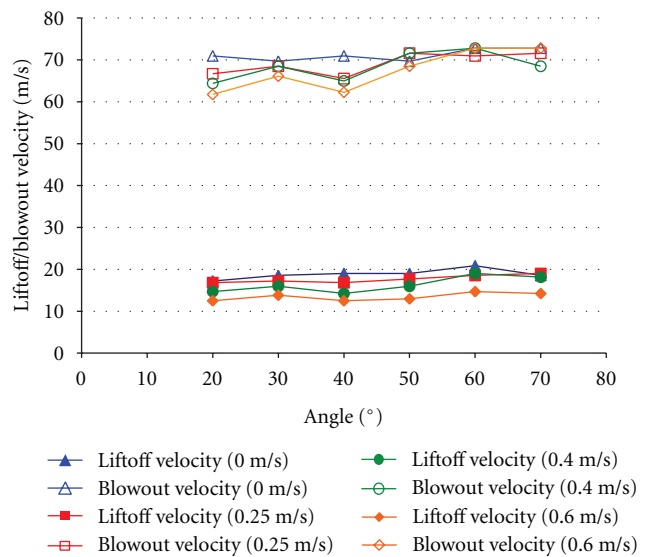 80
70
60
50
40
30
20
10
0
Liftoff/blowout velocity (m/s)
0 10 20 30 40 50 60 70 80
Angle (°)
Liftoff velocity (0 m/s)
Blowout velocity (0 m/s)
Liftoff velocity (0.25 m/s)
Blowout velocity (0.25 m/s)
Liftoff velocity (0.4 m/s)
Blowout velocity (0.4 m/s)
Liftoff velocity (0.6 m/s)
Blowout velocity (0.6 m/s)